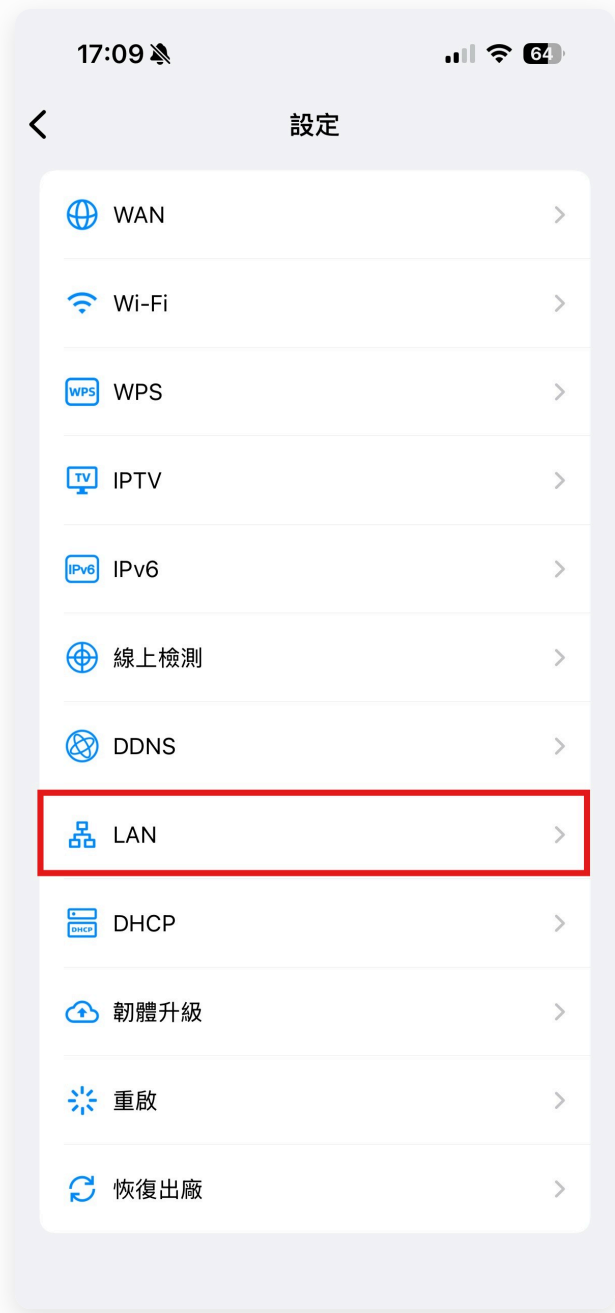 17:09 64
設定
WAN
Wi-Fi
WPS WPS
TV IPTV
IPv6 IPv6
線上檢測
DDNS
LAN
DHCP DHCP
韌體升級
重啟
恢復出廠